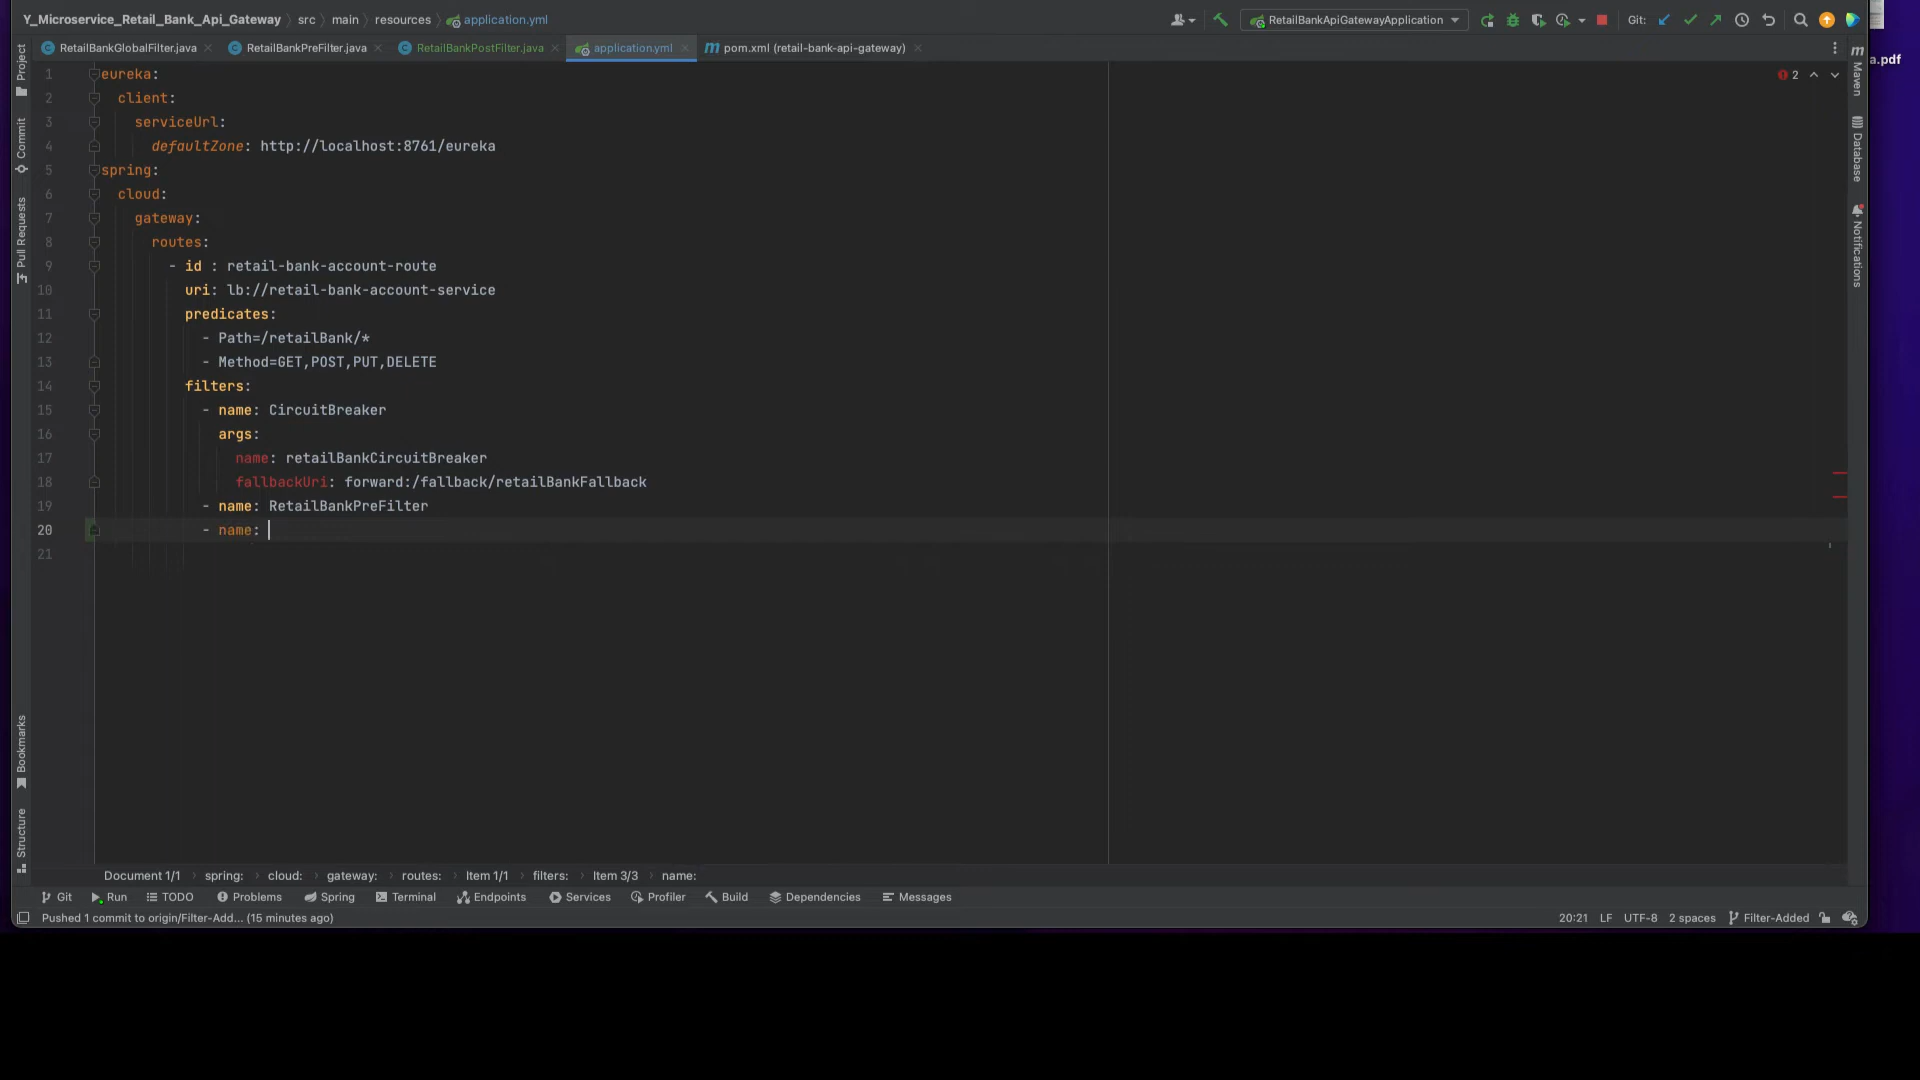 Y_Microservice_Retail_Bank_Api_Gateway > src > main > resources > application.yml
RetailBankApiGatewayApplication
Git:
RetailBankGlobalFilter.java
RetailBankPreFilter.java
RetailBankPostFilter.java
application.yml
pom.xml (retail-bank-api-gateway)
a.pdf
Project
Commit
Pull Requests
Bookmarks
Structure
Maven
Database
Notifications
2
1 eureka:
2 client:
3 serviceUrl:
4 defaultZone: http://localhost:8761/eureka
5 spring:
6 cloud:
7 gateway:
8 routes:
9 - id : retail-bank-account-route
10 uri: lb://retail-bank-account-service
11 predicates:
12 - Path=/retailBank/*
13 - Method=GET,POST,PUT,DELETE
14 filters:
15 - name: CircuitBreaker
16 args:
17 name: retailBankCircuitBreaker
18 fallbackUri: forward:/fallback/retailBankFallback
19 - name: RetailBankPreFilter
20 - name:
21
Document 1/1 > spring: > cloud: > gateway: > routes: > Item 1/1 > filters: > Item 3/3 > name:
Git Run TODO Problems Spring Terminal Endpoints Services Profiler Build Dependencies Messages
Pushed 1 commit to origin/Filter-Add... (15 minutes ago)
20:21 LF UTF-8 2 spaces Filter-Added